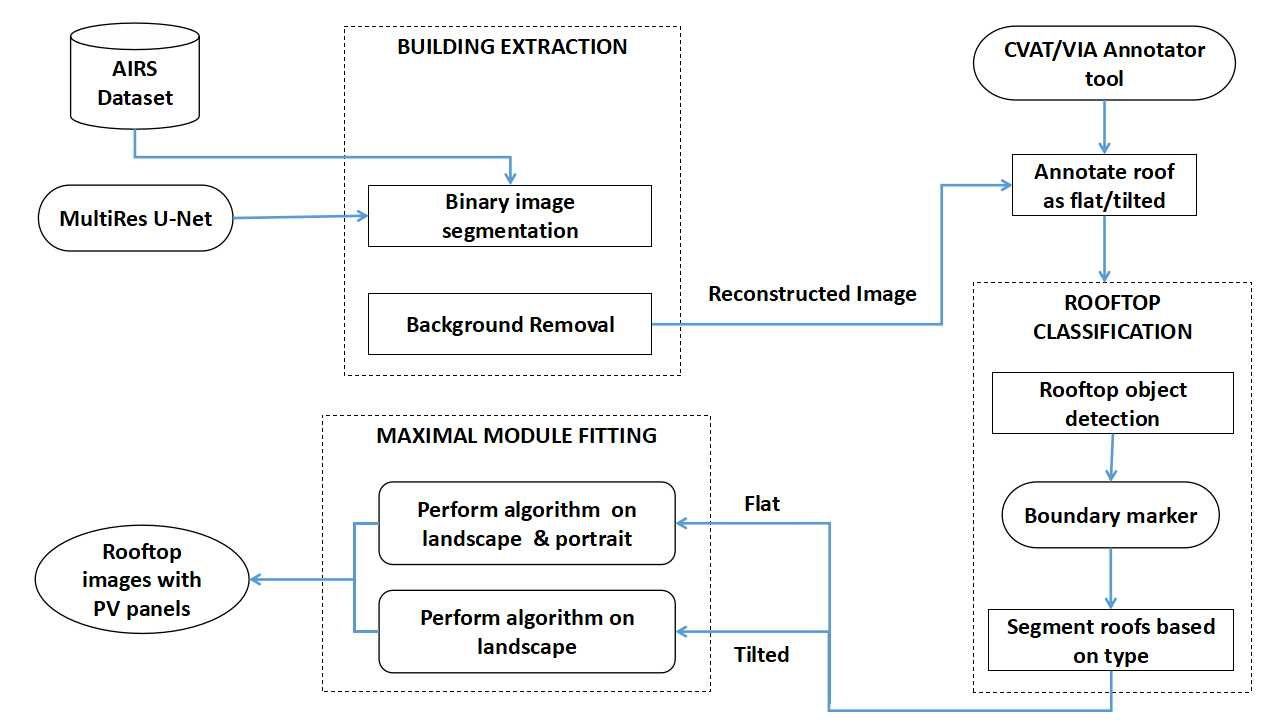 AIRS
Dataset
MultiRes U-Net
BUILDING EXTRACTION
Binary image
segmentation
Background Removal
Reconstructed Image
CVAT/VIA Annotator
tool
Annotate roof
as flat/tilted
ROOFTOP
CLASSIFICATION
Rooftop object
detection
Boundary marker
Segment roofs based
on type
Flat
Tilted
MAXIMAL MODULE FITTING
Perform algorithm on
landscape & portrait
Perform algorithm on
landscape
Rooftop
images with
PV panels